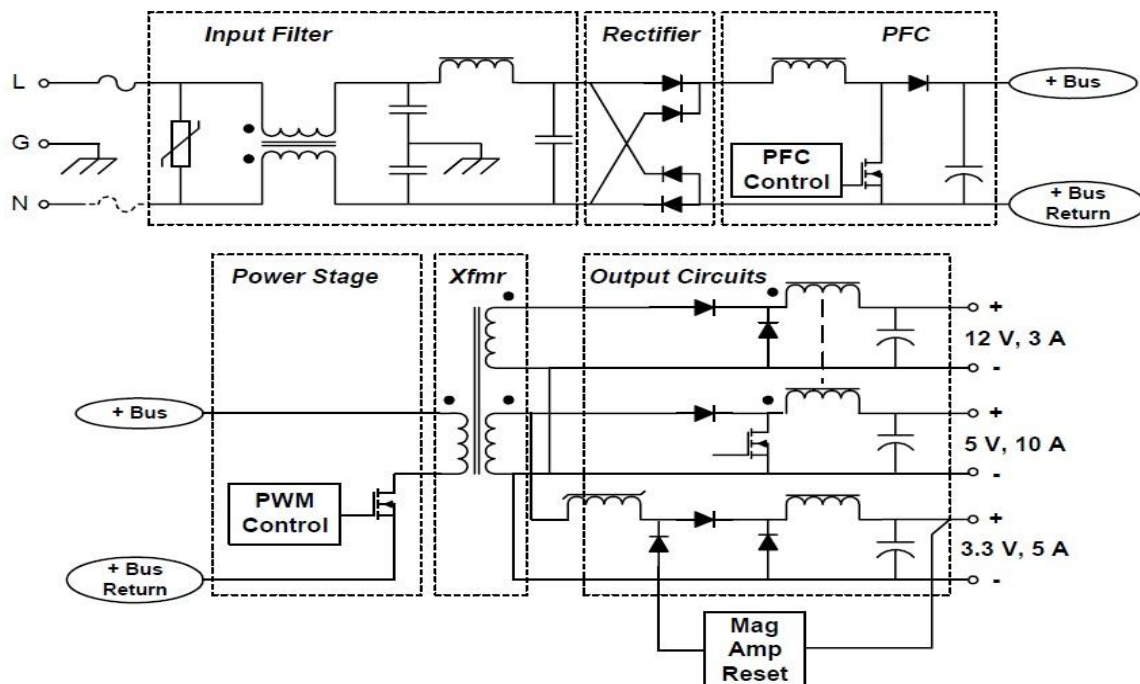 Input Filter
Rectifier
PFC
L
+ Bus
G
PFC
Control
N
+ Bus
Return
Power Stage
Xfmr
Output Circuits
+
12 V, 3 A
-
+ Bus
+
5 V, 10 A
-
PWM
Control
+
3.3 V, 5 A
-
+ Bus
Return
Mag
Amp
Reset